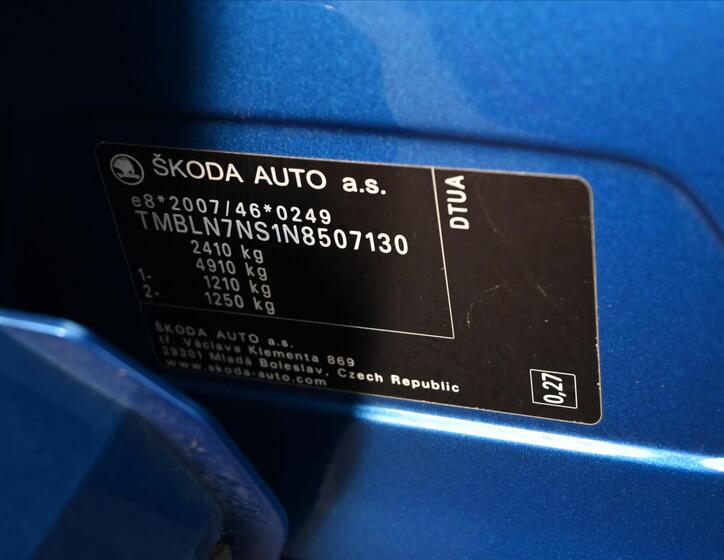 ŠKODA AUTO a.s.
e8*2007/46*0249
TMBLN7NS1N8507130
2410 kg
4910 kg
1- 1210 kg
2- 1250 kg
DTUA
ŠKODA AUTO a.s.
tř. Václava Klementa 869
29301 Mladá Boleslav, Czech Republic
www.skoda-auto.com
0,27